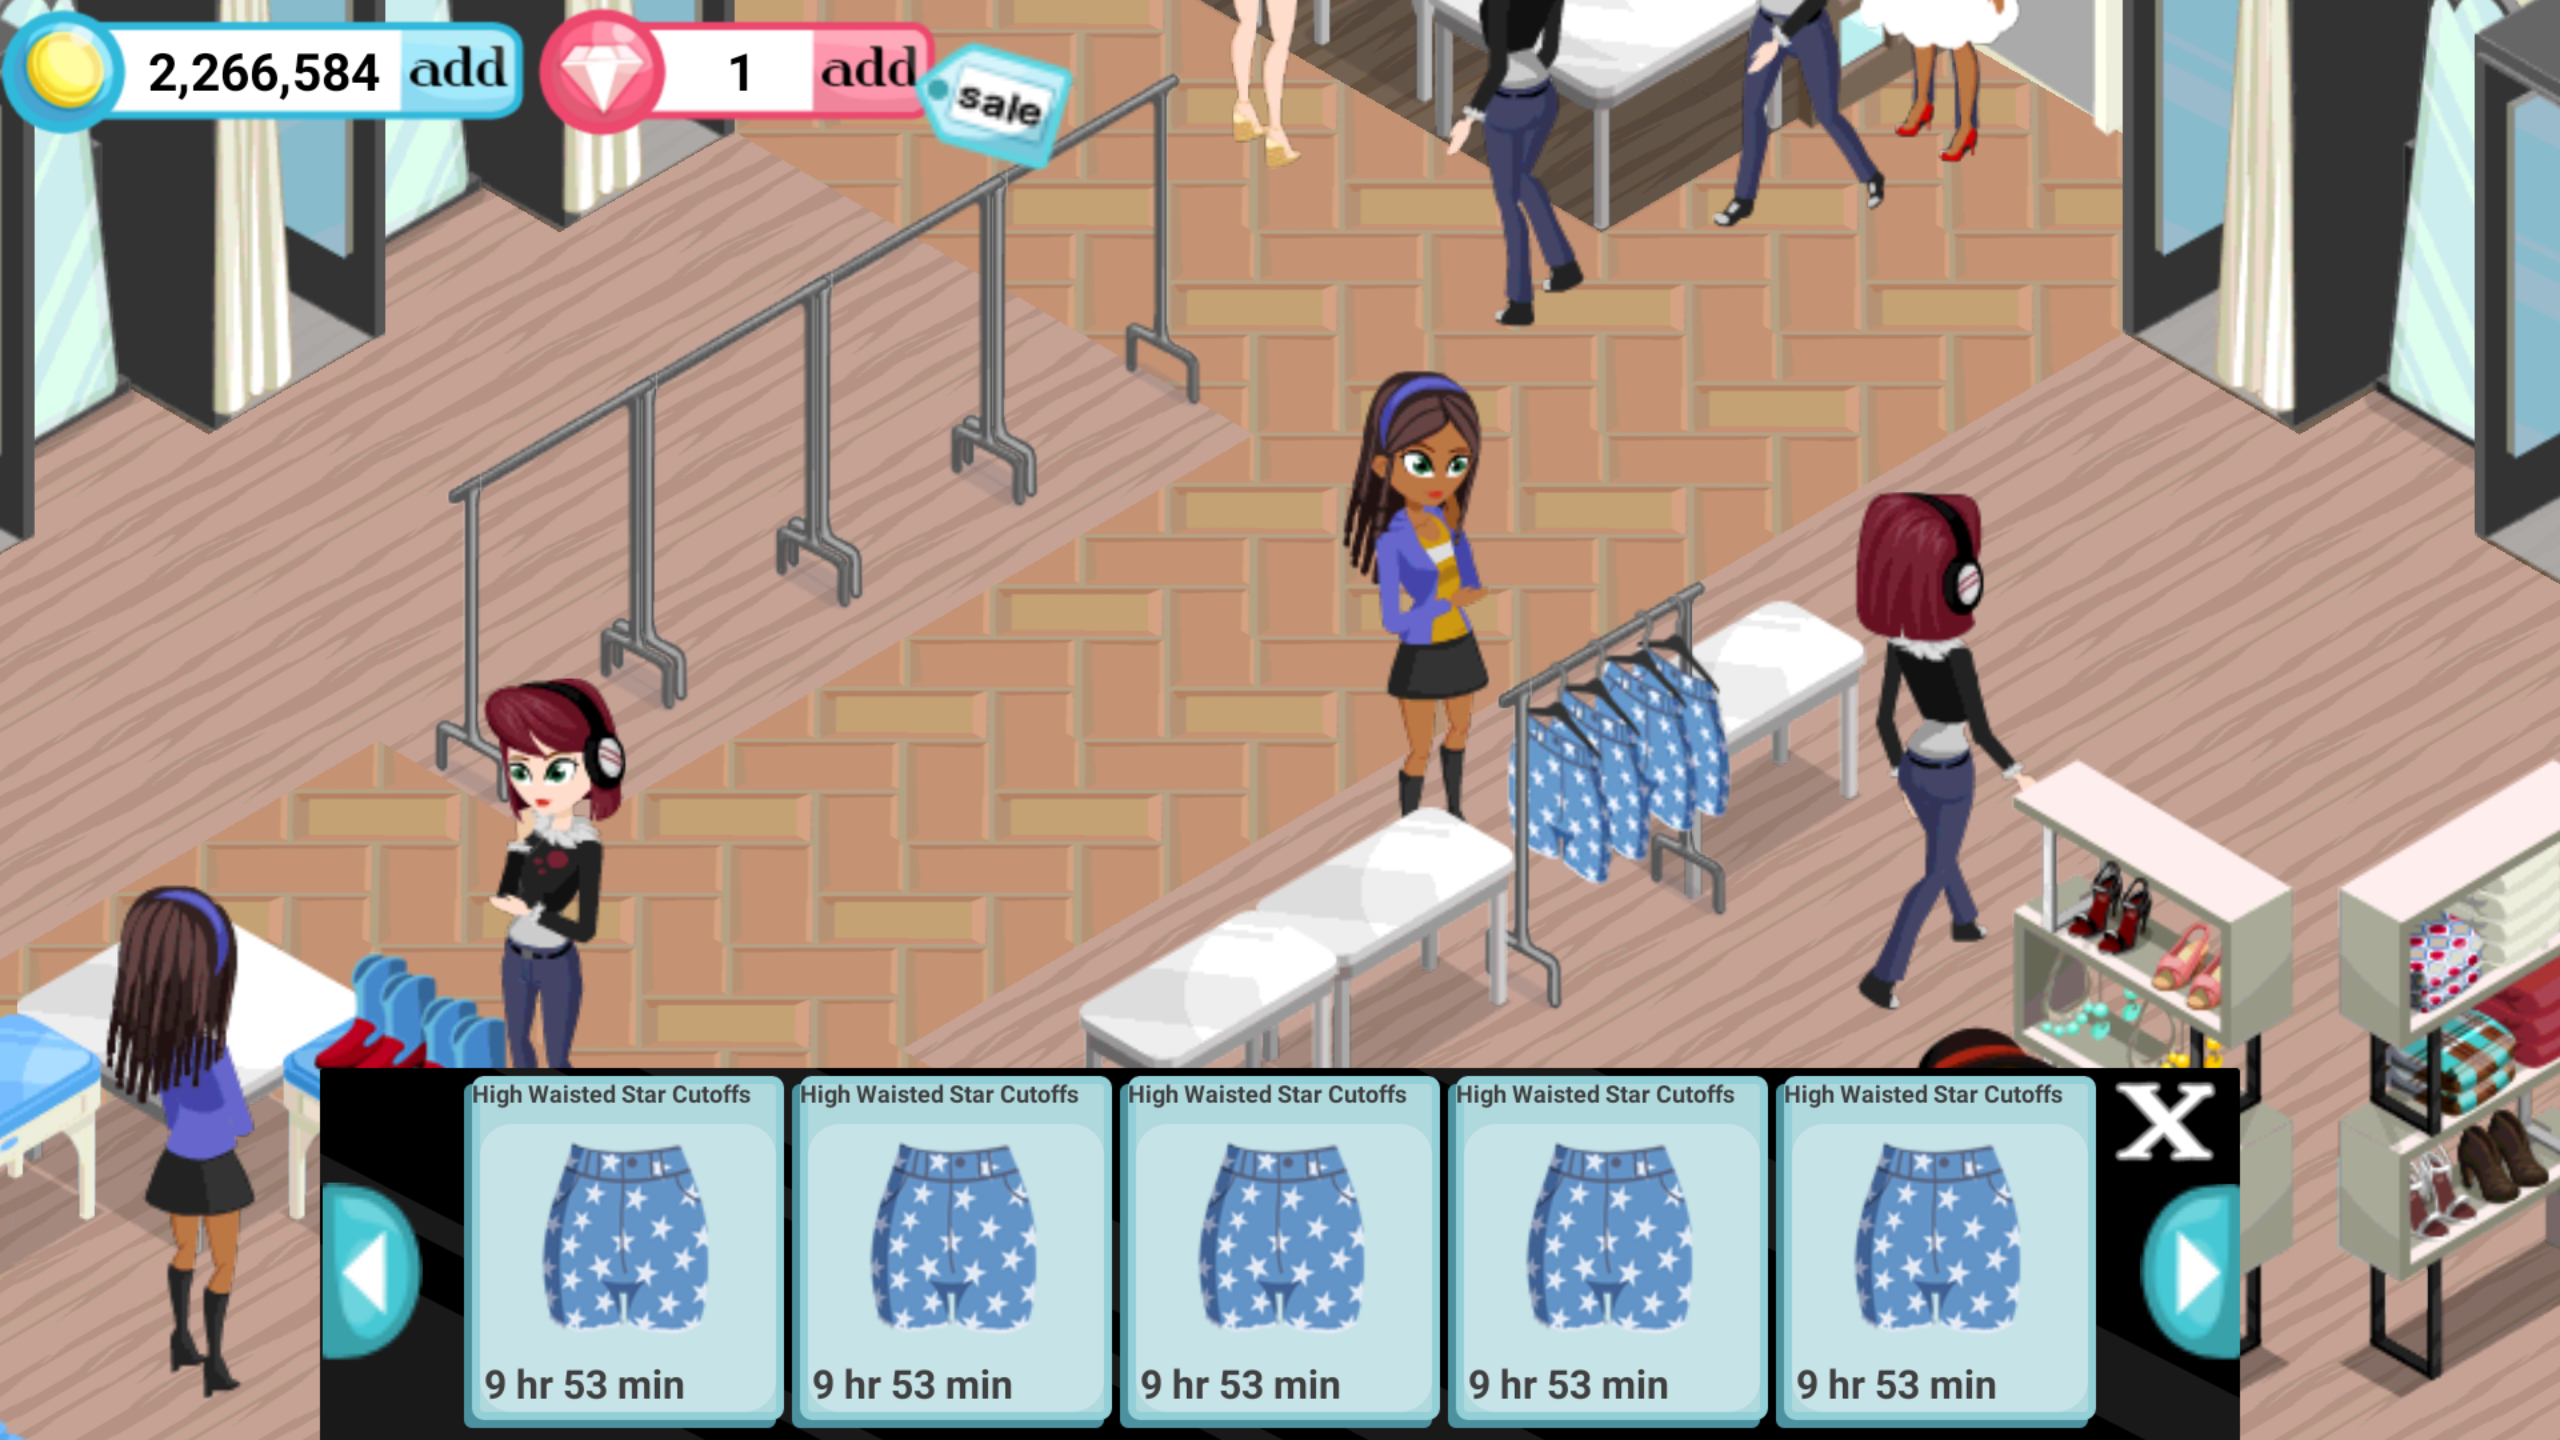 2,266,584 add 1 add sale
High Waisted Star Cutoffs High Waisted Star Cutoffs High Waisted Star Cutoffs High Waisted Star Cutoffs High Waisted Star Cutoffs
X
9 hr 53 min 9 hr 53 min 9 hr 53 min 9 hr 53 min 9 hr 53 min